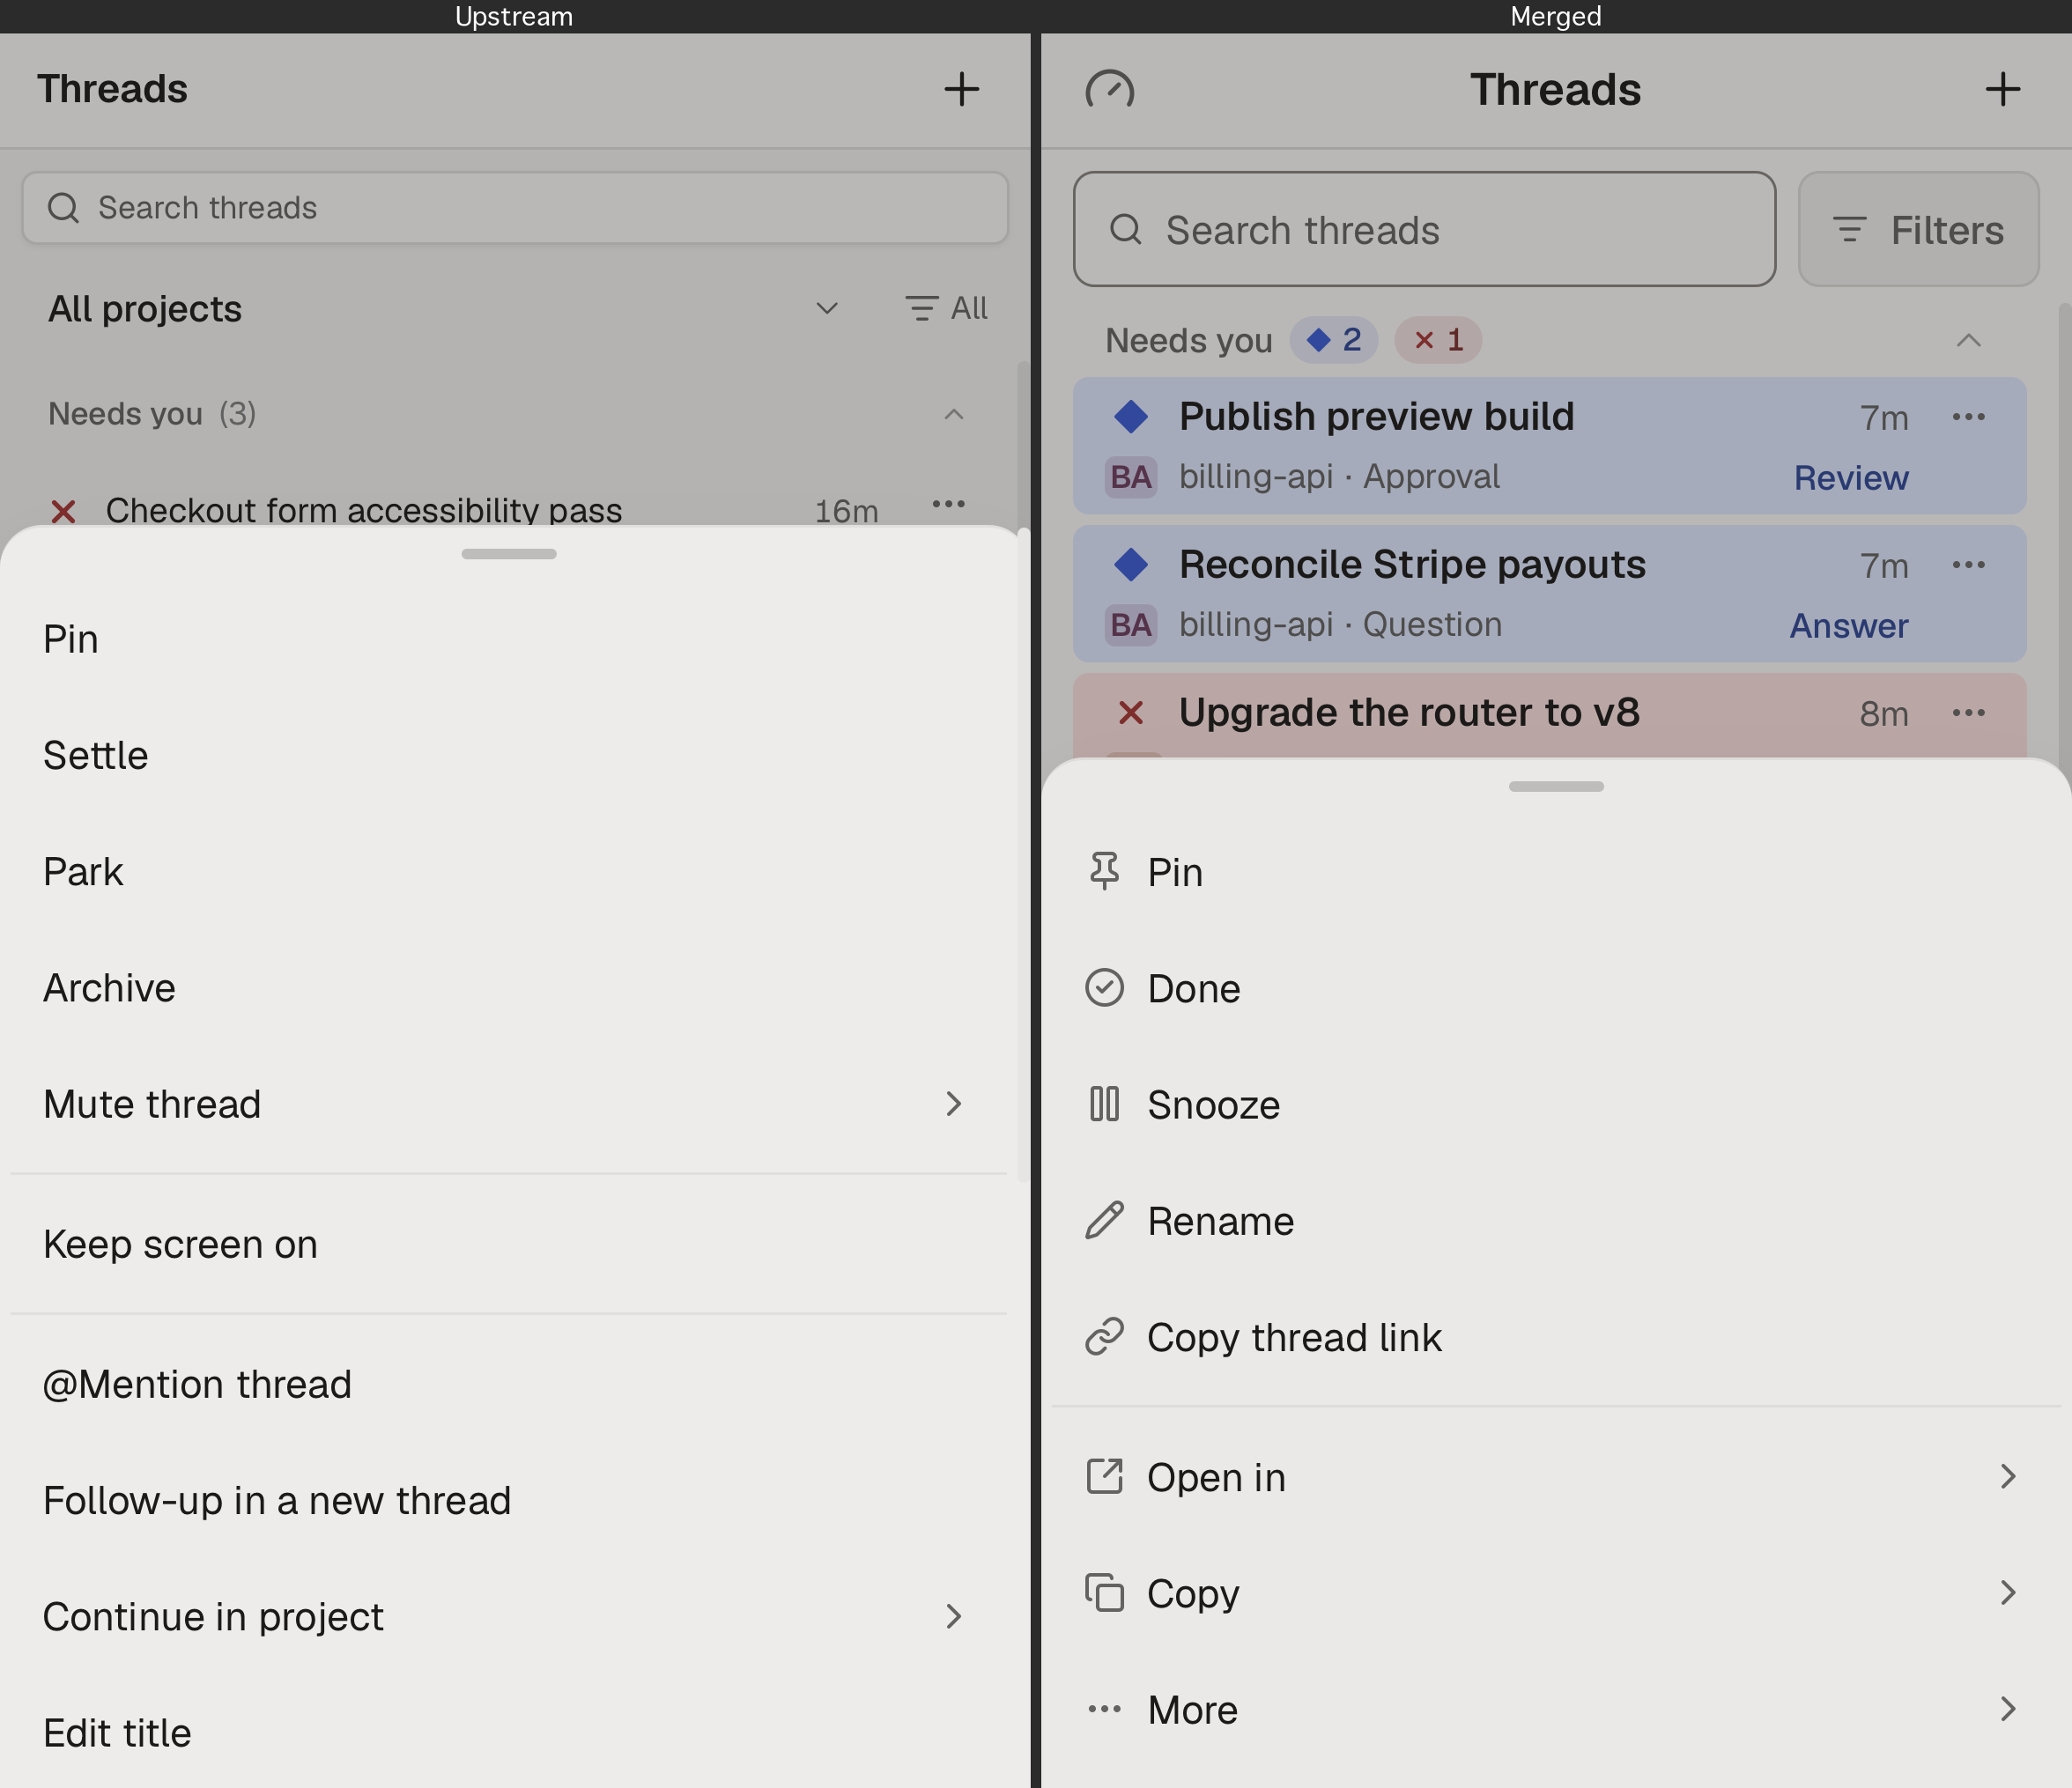 Upstream
Threads
Search threads
All projects
All
Needs you (3)
Checkout form accessibility pass 16m
Pin
Settle
Park
Archive
Mute thread
Keep screen on
@Mention thread
Follow-up in a new thread
Continue in project
Edit title
Merged
Threads
Search threads
Filters
Needs you 2 1
Publish preview build 7m
BA billing-api · Approval Review
Reconcile Stripe payouts 7m
BA billing-api · Question Answer
Upgrade the router to v8 8m
Pin
Done
Snooze
Rename
Copy thread link
Open in
Copy
More